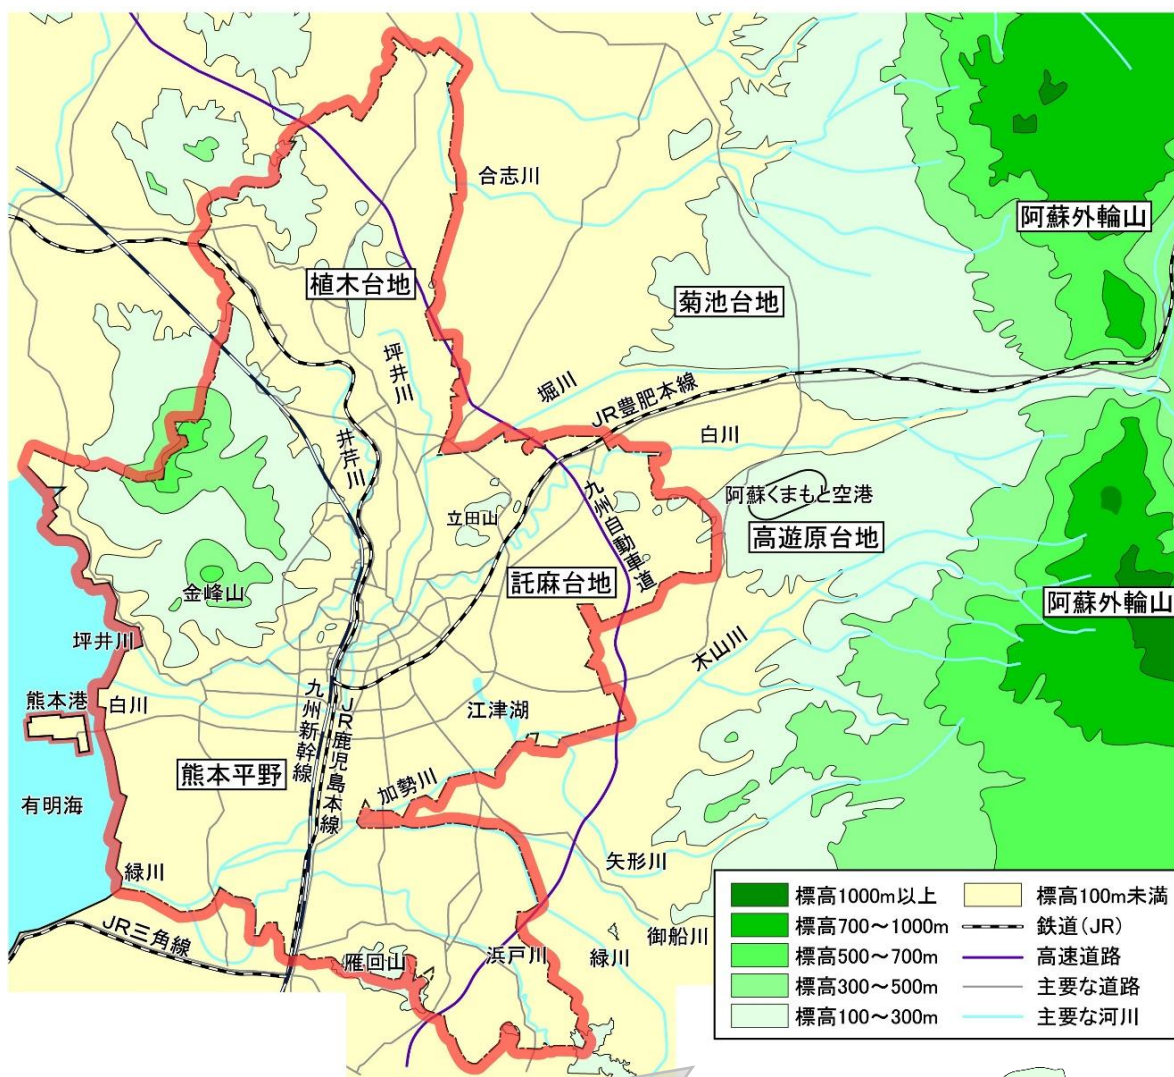 合志川
阿蘇外輪山
植木台地
菊池台地
坪井川
堀川
JR豊肥本線
井芹川
白川
立田山
九州自動車道
阿蘇くまもと空港
高遊原台地
託麻台地
金峰山
阿蘇外輪山
坪井川
木山川
熊本港
白川
江津湖
九州新幹線
JR鹿児島本線
熊本平野
加勢川
有明海
緑川
矢形川
御船川
JR三角線
雁回山
浜戸川
緑川
標高1000m以上
標高700～1000m
標高500～700m
標高300～500m
標高100～300m
標高100m未満
鉄道(JR)
高速道路
主要な道路
主要な河川